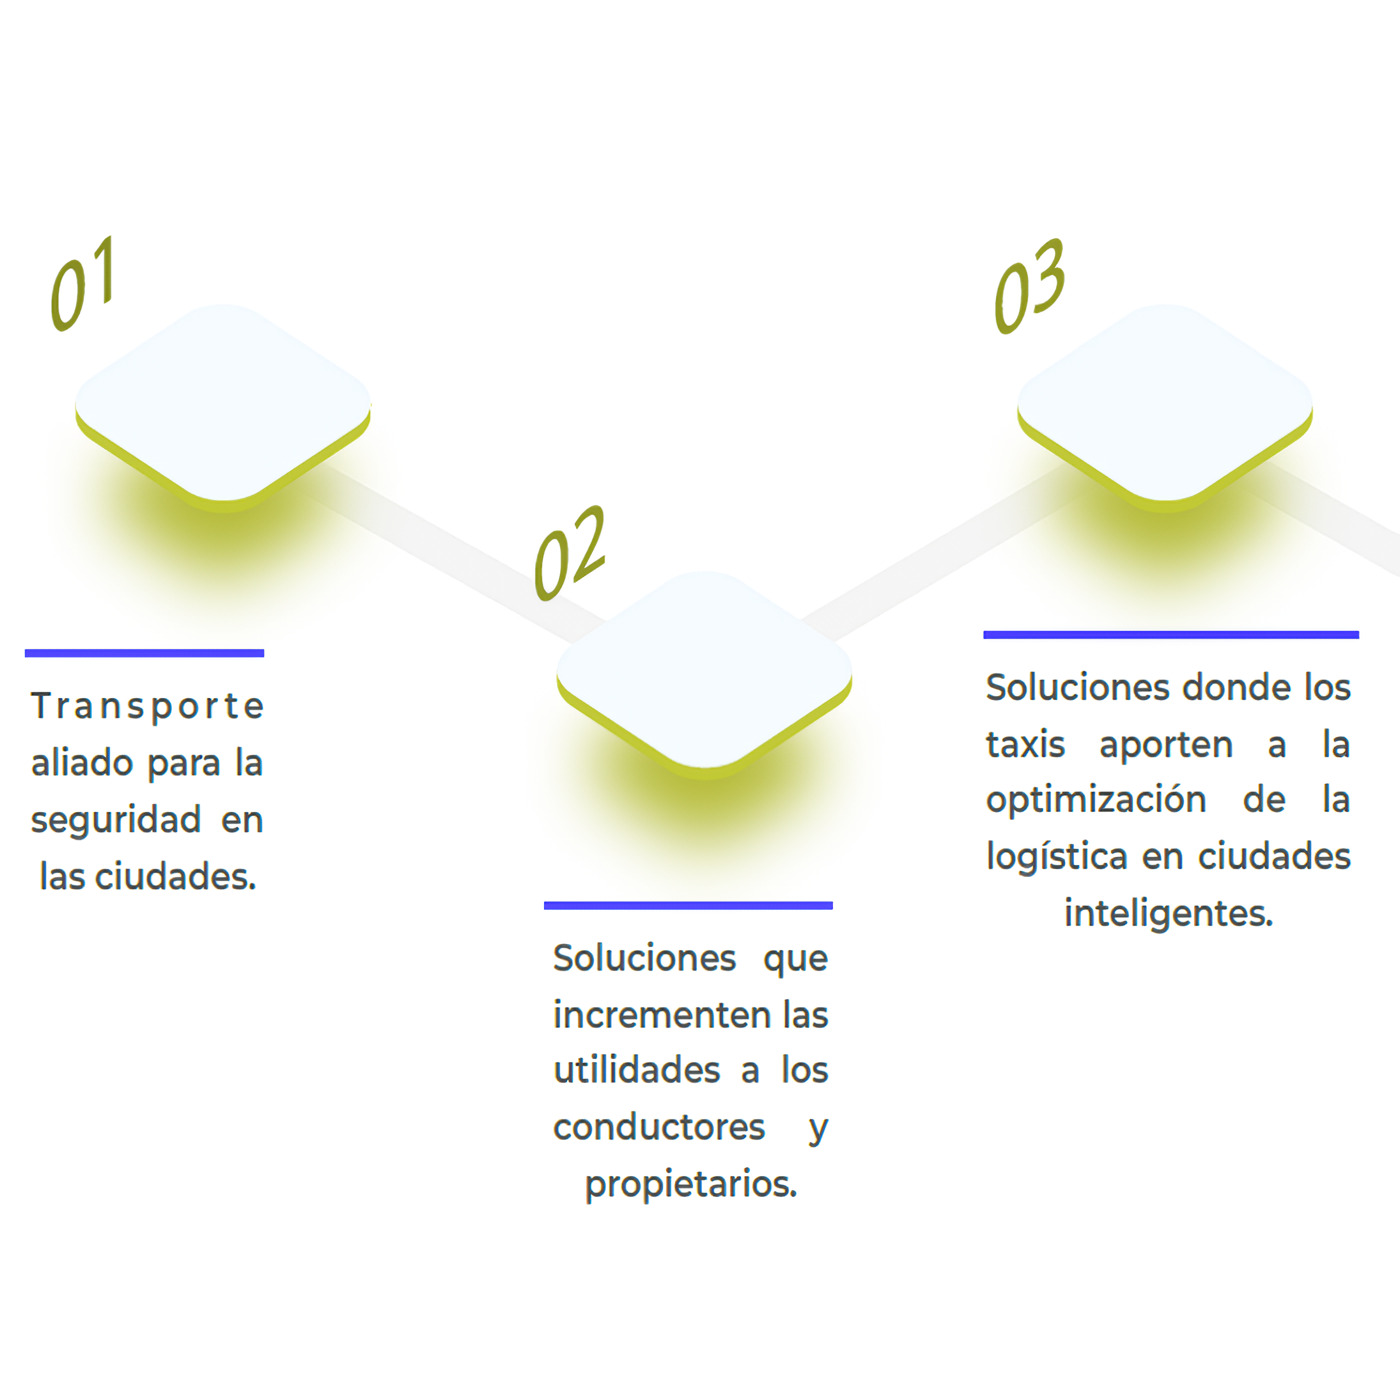 01
Transporte
aliado para la
seguridad en
las ciudades.
02
Soluciones que
incrementen las
utilidades a los
conductores y
propietarios.
03
Soluciones donde los
taxis aporten a la
optimización de la
logística en ciudades
inteligentes.